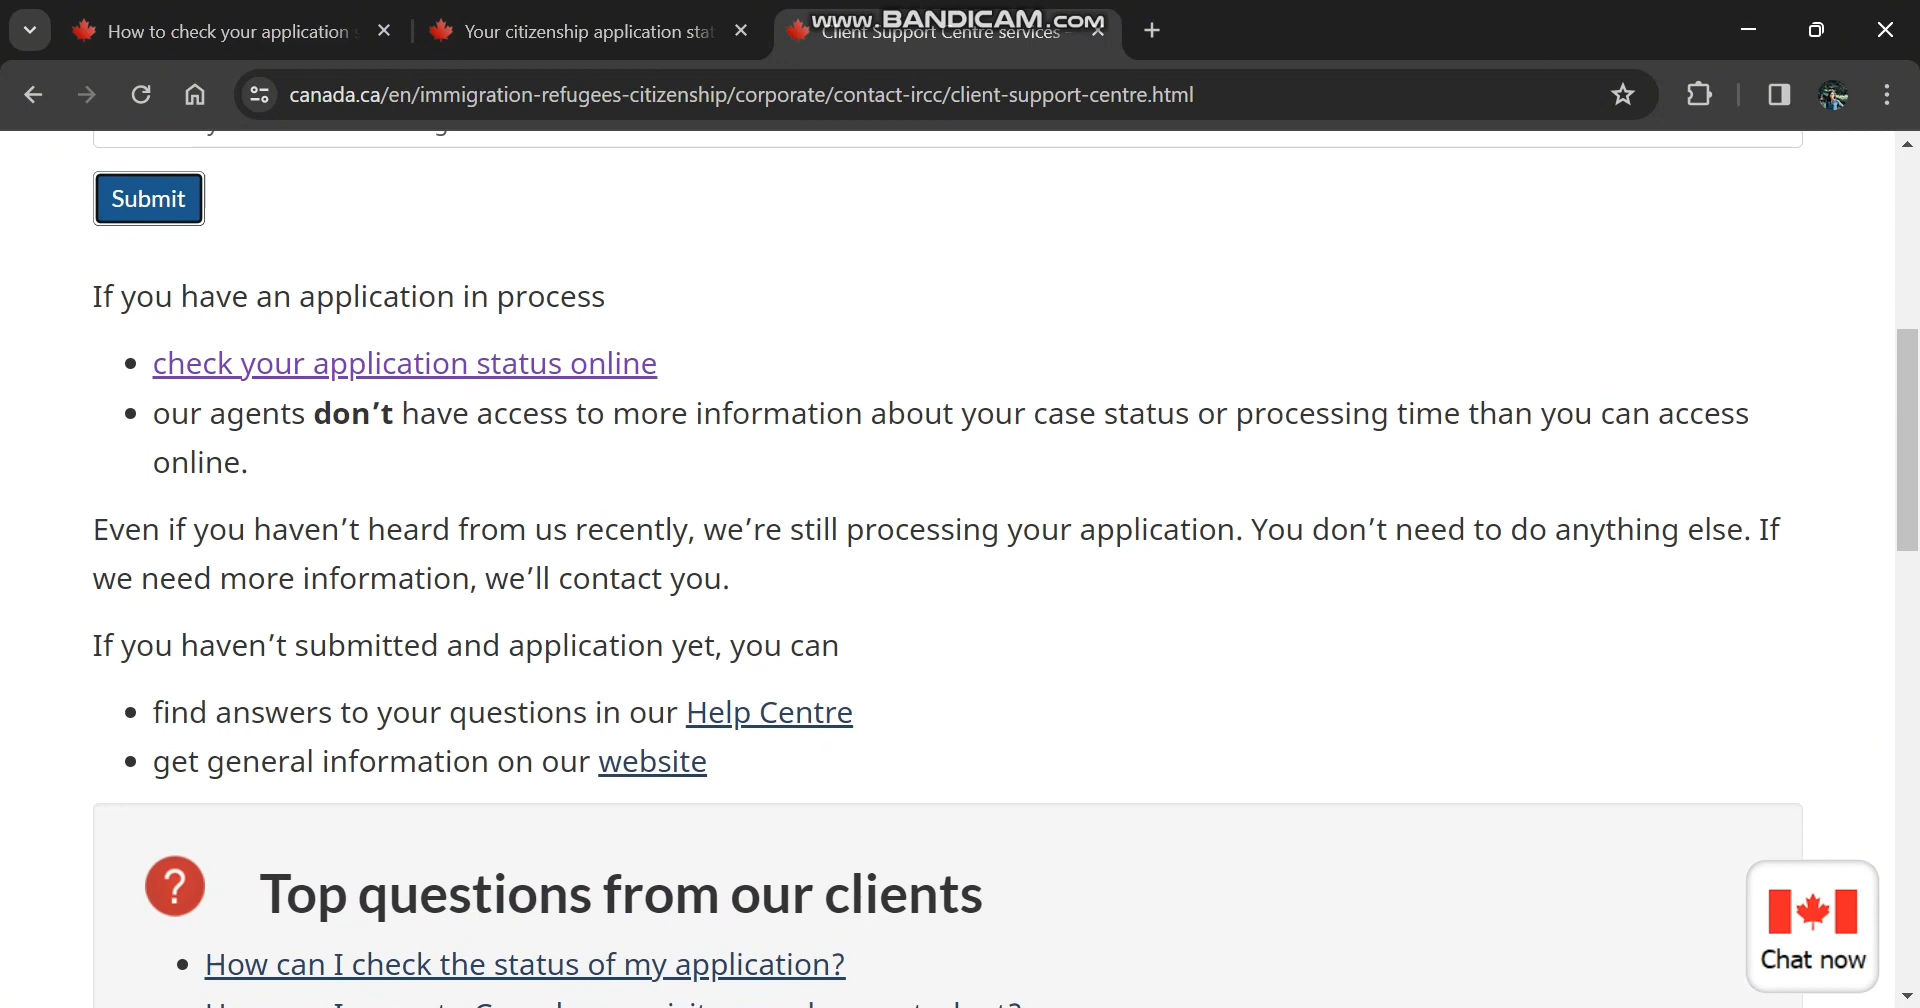 How to check your application
Your citizenship application stat
Client Support Centre services
www.BANDICAM.com
canada.ca/en/immigration-refugees-citizenship/corporate/contact-ircc/client-support-centre.html
Submit
If you have an application in process
check your application status online
our agents don’t have access to more information about your case status or processing time than you can access
online.
Even if you haven’t heard from us recently, we’re still processing your application. You don’t need to do anything else. If
we need more information, we’ll contact you.
If you haven’t submitted and application yet, you can
find answers to your questions in our Help Centre
get general information on our website
? Top questions from our clients
How can I check the status of my application?
Chat now